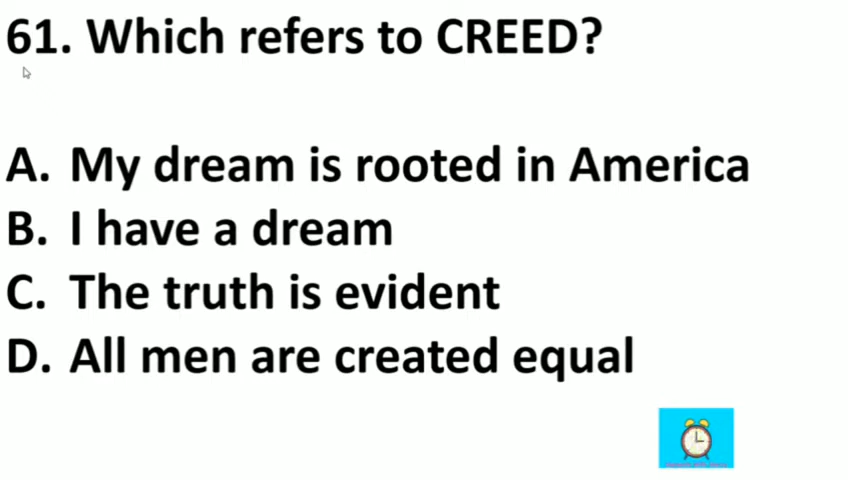 61. Which refers to CREED?
A. My dream is rooted in America
B. I have a dream
C. The truth is evident
D. All men are created equal